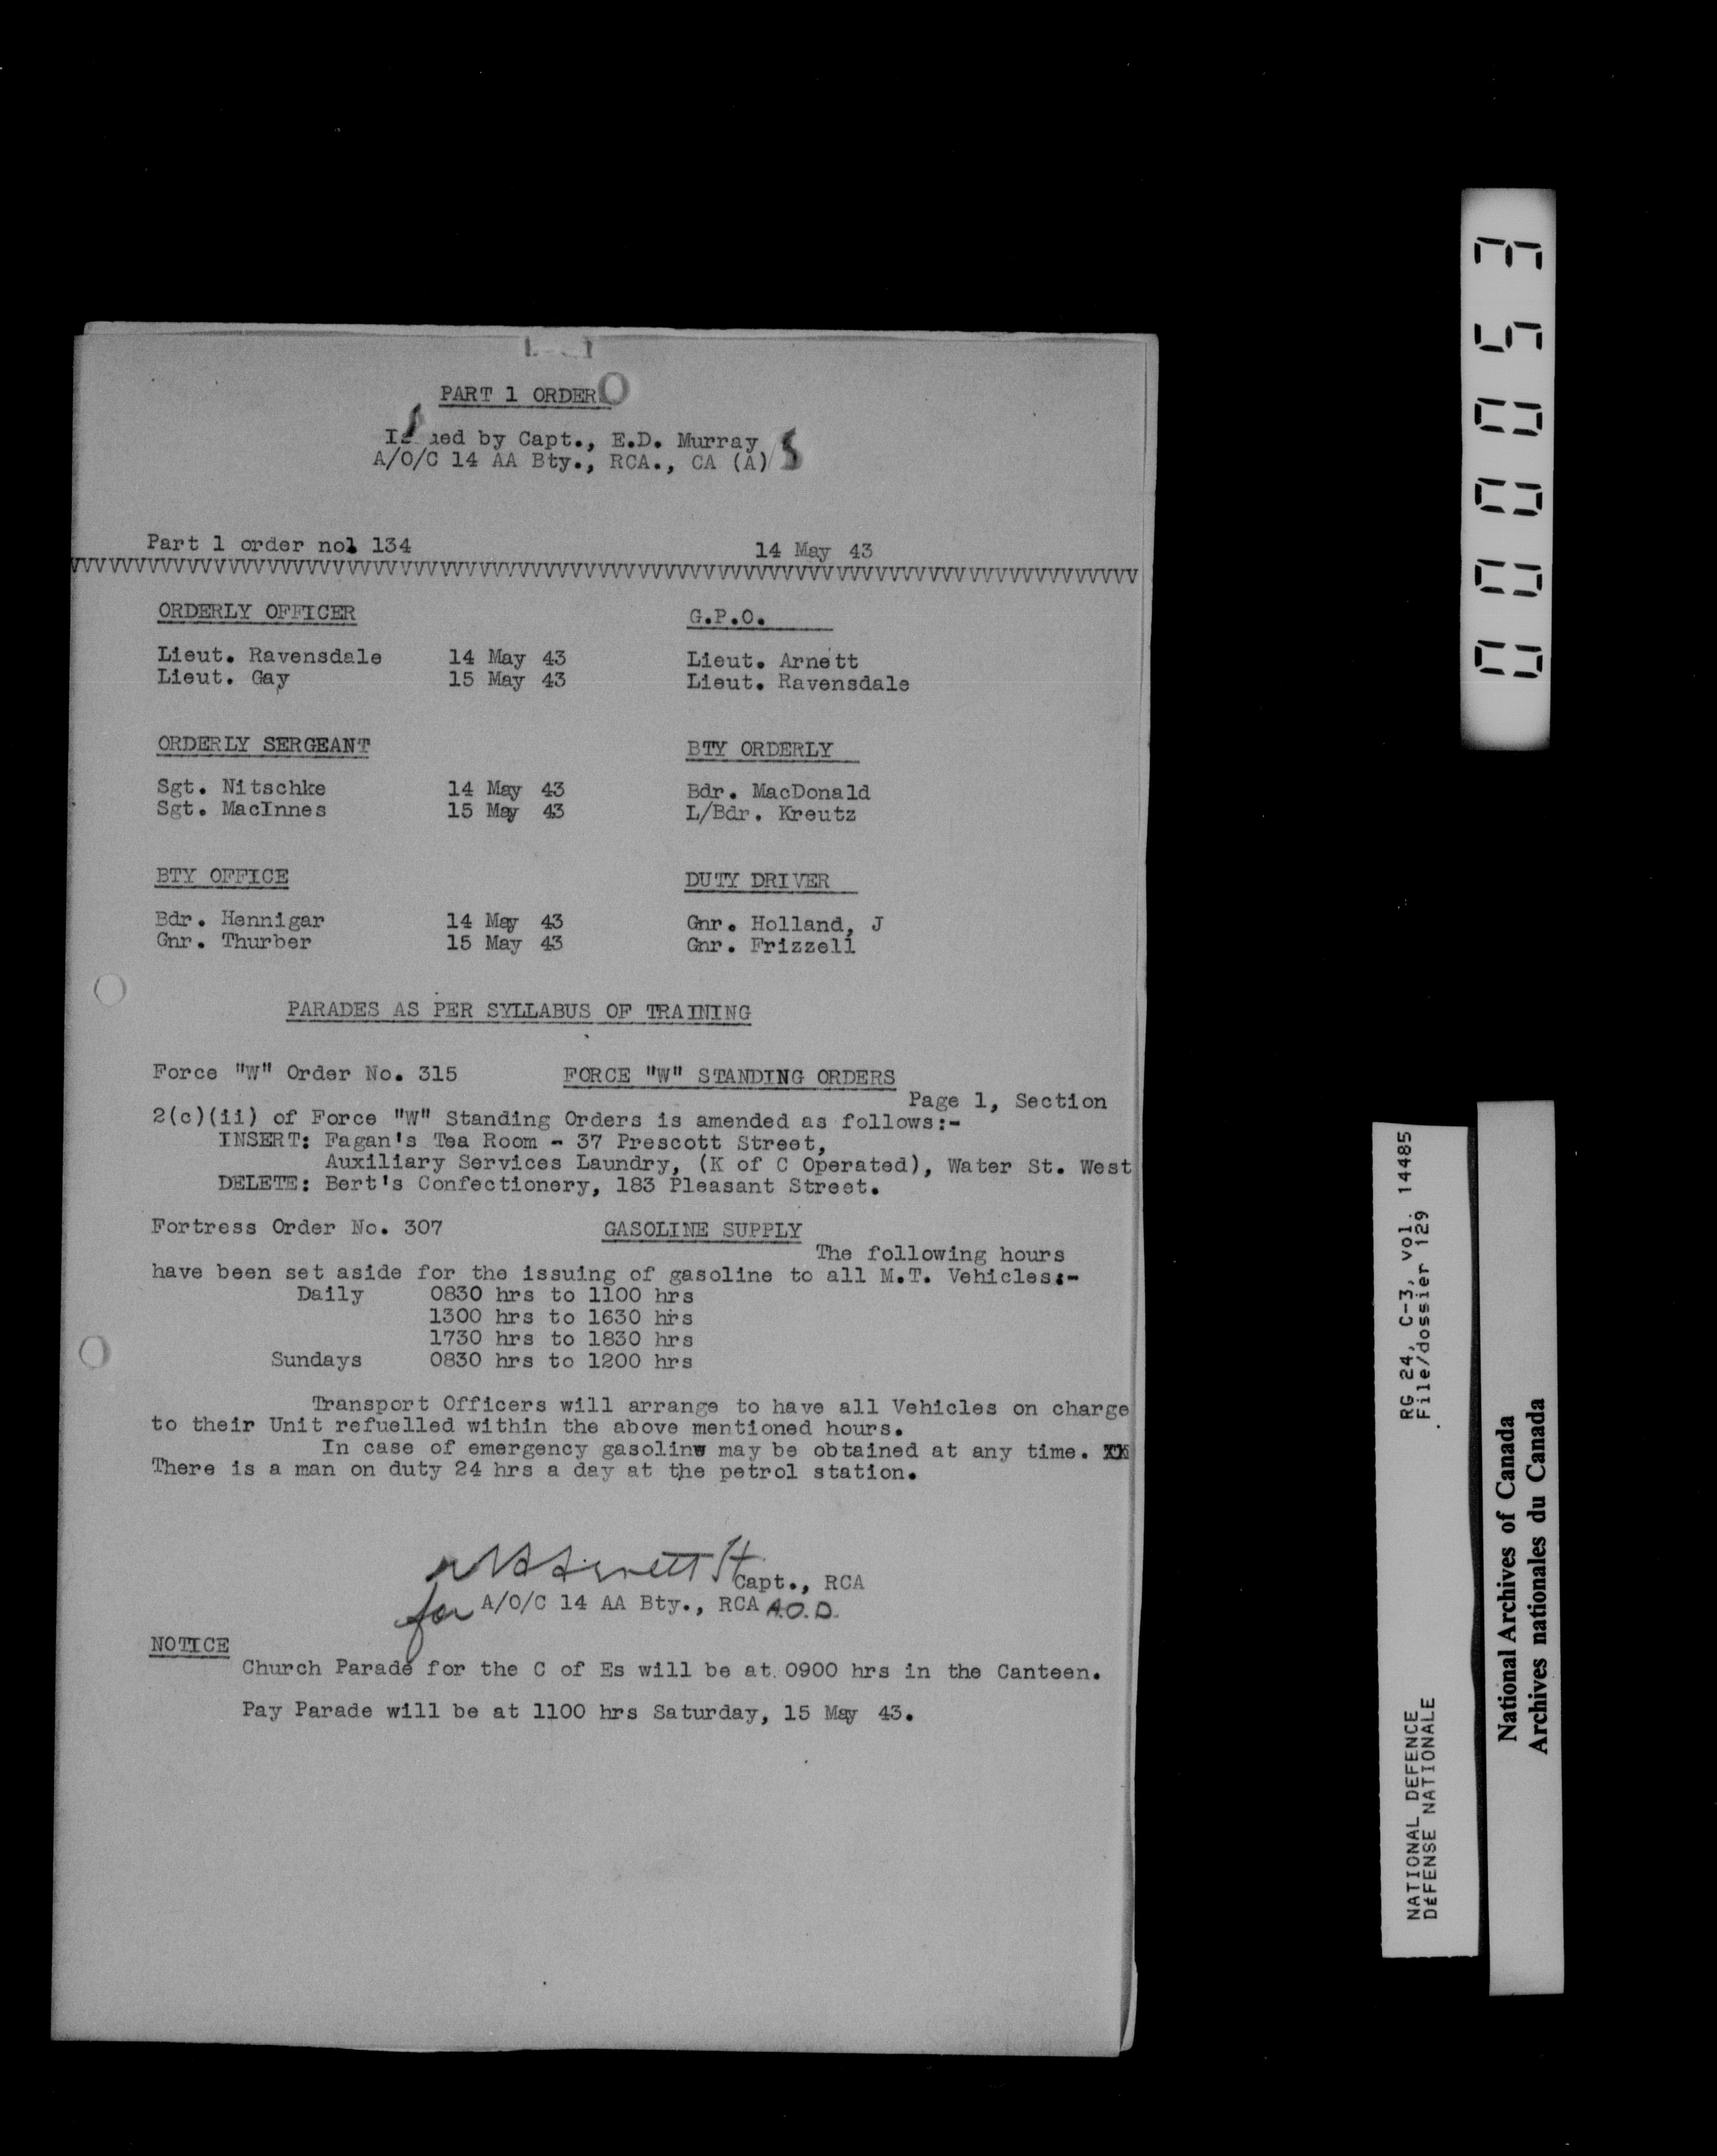 PART 1 ORDER
Issued by Capt., E.D. Murray
A/O/C 14 AA Bty., RCA., CA (A)
Part 1 order no. 134 14 May 43
VVVVVVVVVVVVVVVVVVVVVVVVVVVVVVVVVVVVVVVVVVVVVVVVVVVVVVVVVVVVVVVVVVVVVVVVVVVVVVVV
ORDERLY OFFICER G.P.O.
Lieut. Ravensdale 14 May 43 Lieut. Arnett
Lieut. Gay 15 May 43 Lieut. Ravensdale
ORDERLY SERGEANT BTY ORDERLY
Sgt. Nitschke 14 May 43 Bdr. MacDonald
Sgt. MacInnes 15 May 43 L/Bdr. Kreutz
BTY OFFICE DUTY DRIVER
Bdr. Hennigar 14 May 43 Gnr. Holland, J
Gnr. Thurber 15 May 43 Gnr. Frizzell
PARADES AS PER SYLLABUS OF TRAINING
Force "W" Order No. 315 FORCE "W" STANDING ORDERS
Page 1, Section
2(c)(ii) of Force "W" Standing Orders is amended as follows:-
INSERT: Fagan's Tea Room - 37 Prescott Street,
Auxiliary Services Laundry, (K of C Operated), Water St. West
DELETE: Bert's Confectionery, 183 Pleasant Street.
Fortress Order No. 307 GASOLINE SUPPLY
The following hours
have been set aside for the issuing of gasoline to all M.T. Vehicles:-
Daily 0830 hrs to 1100 hrs
1300 hrs to 1630 hrs
1730 hrs to 1830 hrs
Sundays 0830 hrs to 1200 hrs
Transport Officers will arrange to have all Vehicles on charge
to their Unit refuelled within the above mentioned hours.
In case of emergency gasolinw may be obtained at any time. XX
There is a man on duty 24 hrs a day at the petrol station.
Arnett Lt.
Capt., RCA
for A/O/C 14 AA Bty., RCA A.O.D.
NOTICE
Church Parade for the C of Es will be at 0900 hrs in the Canteen.
Pay Parade will be at 1100 hrs Saturday, 15 May 43.
000053
RG 24, C-3, vol. 14485
File/dossier 129
NATIONAL DEFENCE
DÉFENSE NATIONALE
National Archives of Canada
Archives nationales du Canada